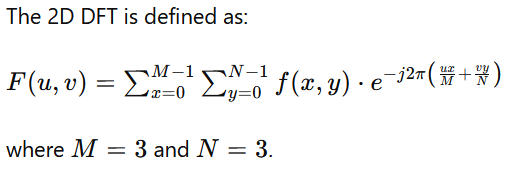 The 2D DFT is defined as:
F(u, v) = ∑_{x=0}^{M−1} ∑_{y=0}^{N−1} f(x, y) · e^{−j2π(ux/M + vy/N)}
where M = 3 and N = 3.